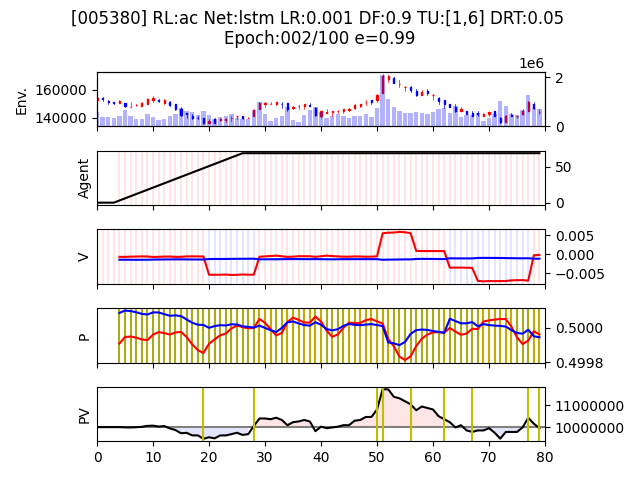 [005380] RL:ac Net:lstm LR:0.001 DF:0.9 TU:[1,6] DRT:0.05
Epoch:002/100 e=0.99
1e6
Env.
160000
140000
2
0
Agent
50
0
V
0.005
0.000
−0.005
P
0.5000
0.4998
PV
11000000
10000000
0 10 20 30 40 50 60 70 80